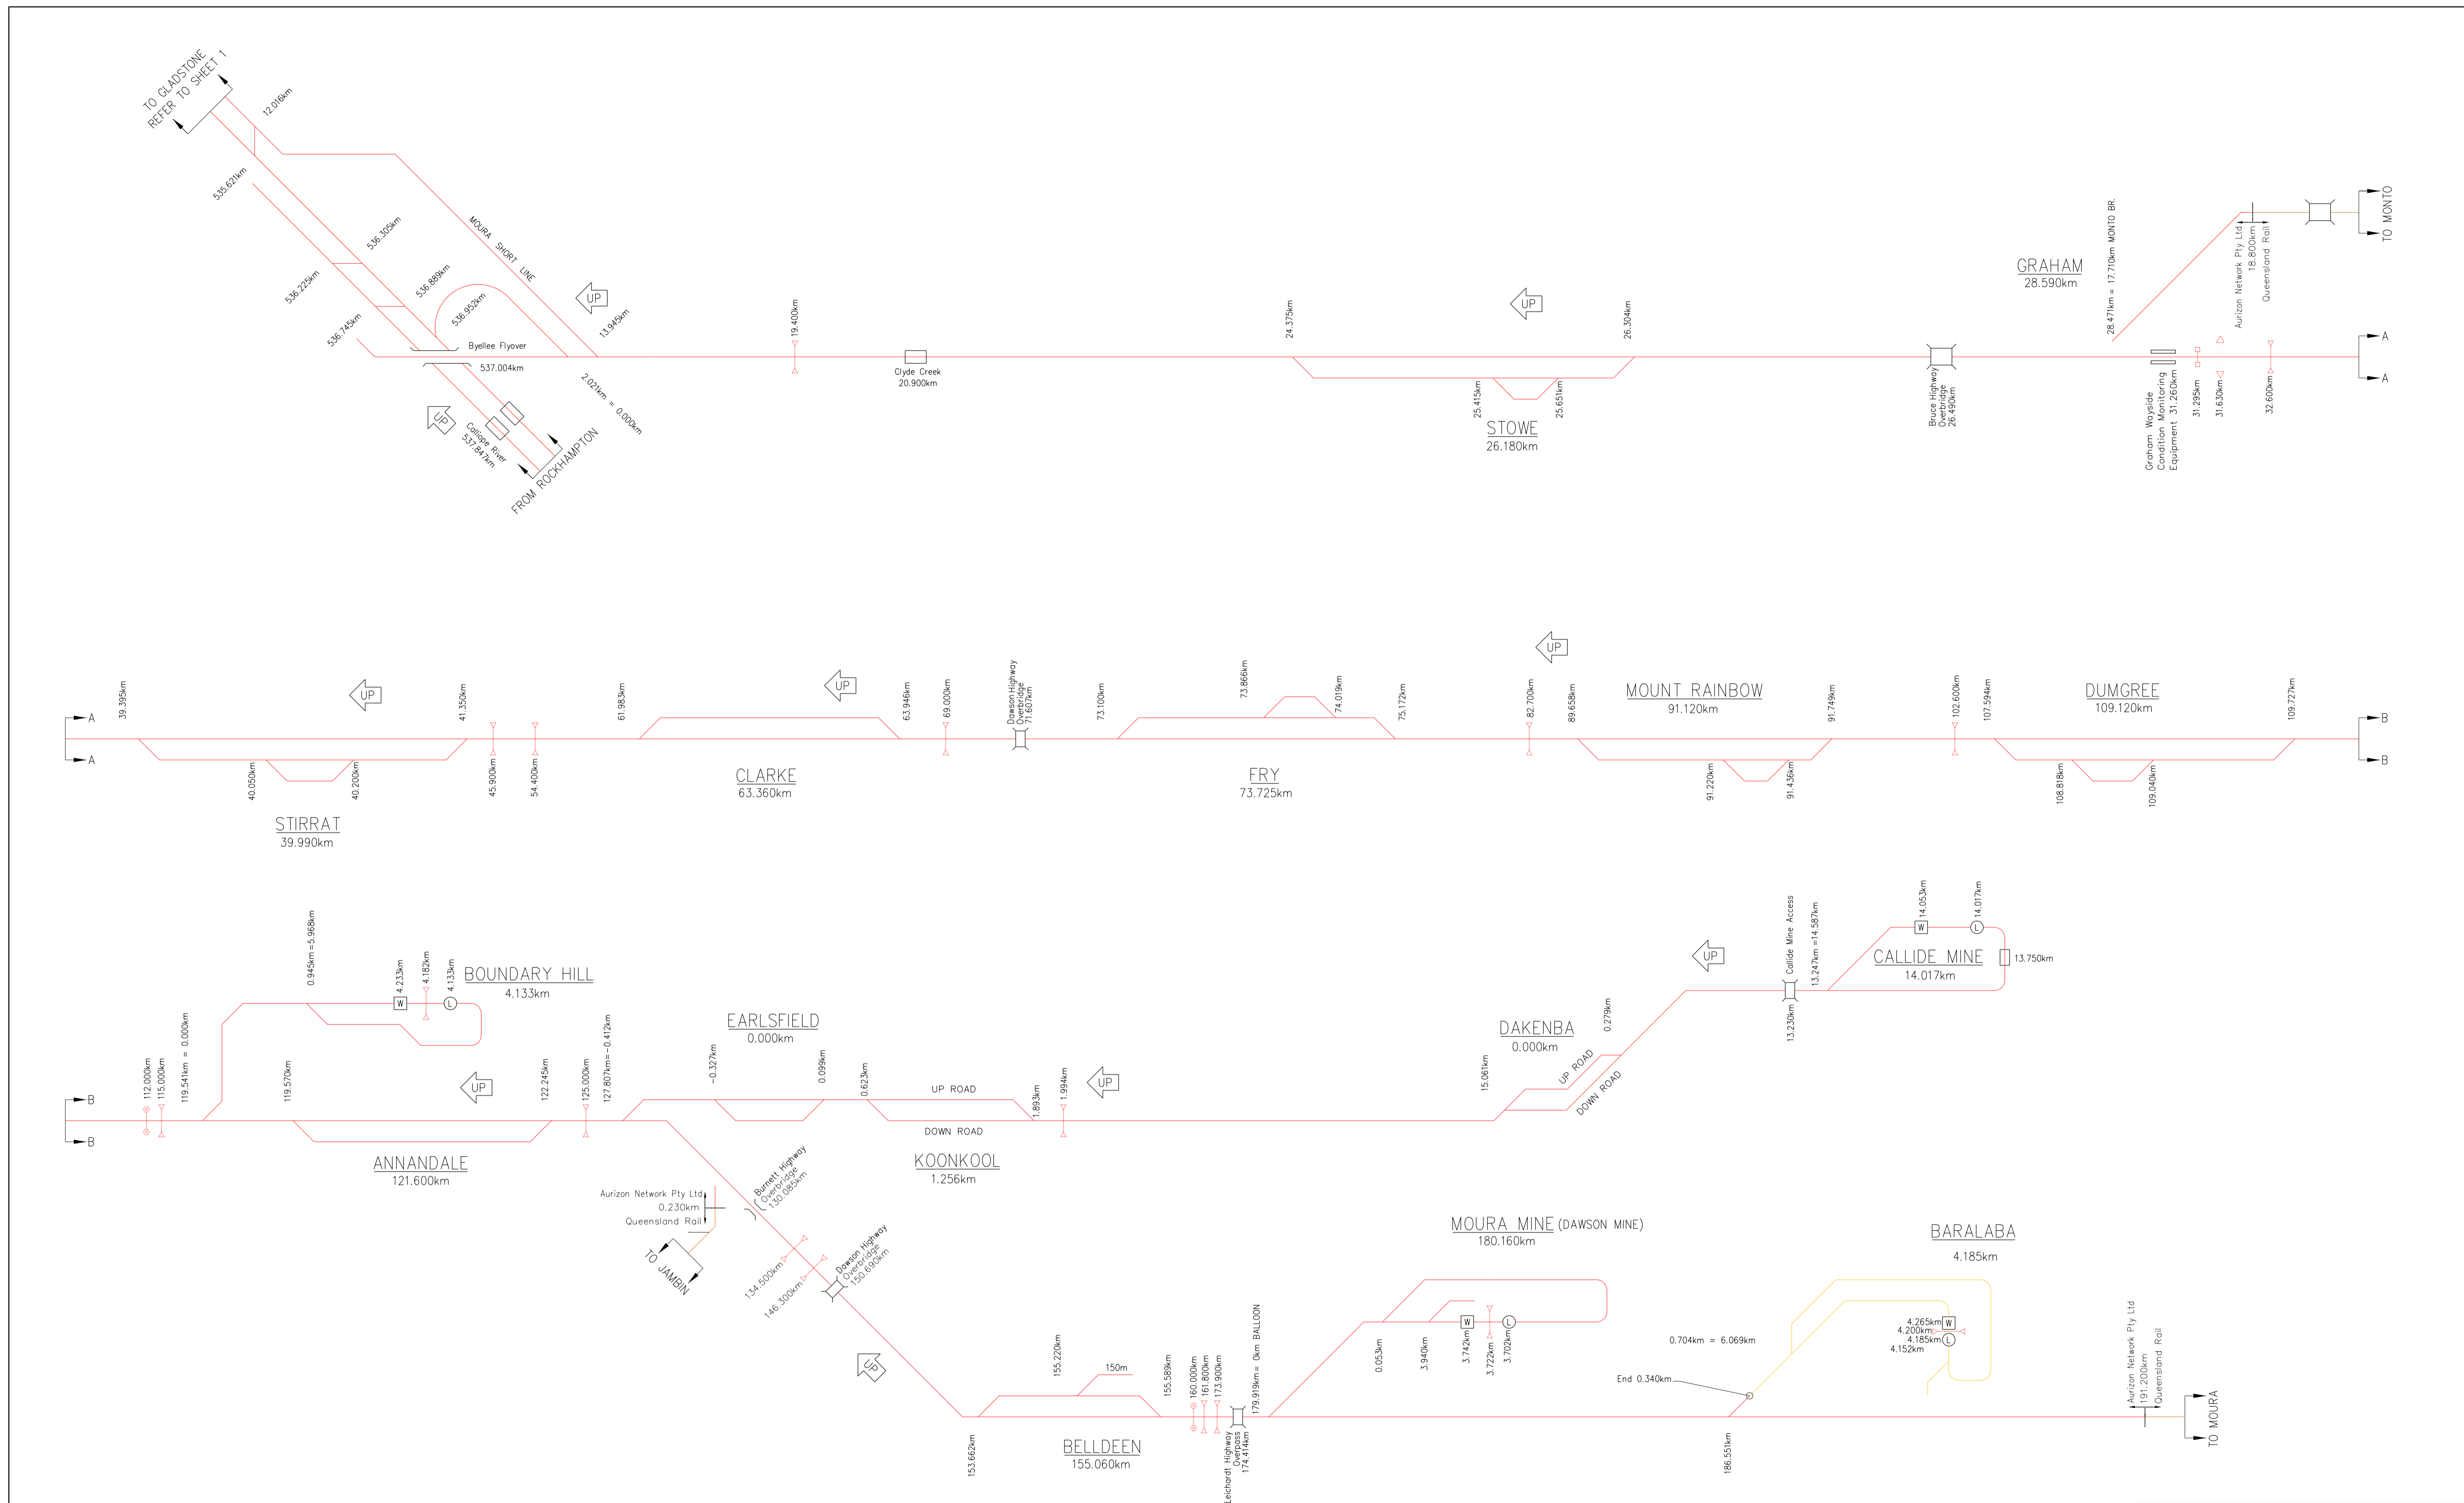 TO GLADSTONE
REFER TO SHEET 1
12.016km
535.621km
536.305km
536.225km
536.889km
536.952km
536.745km
MOURA SHORT LINE
UP
13.945km
Byellee Flyover
537.004km
2.021km = 0.000km
UP
Calliope River
537.847km
FROM ROCKHAMPTON
19.400km
Clyde Creek
20.900km
24.375km
UP
26.304km
25.415km
25.651km
STOWE
26.180km
Bruce Highway
Overbridge
26.490km
GRAHAM
28.590km
28.471km = 17.710km MONTO BR.
Graham Wayside
Condition Monitoring
Equipment 31.260km
31.295km
31.630km
32.600km
Aurizon Network Pty Ltd
18.800km
Queensland Rail
TO MONTO
A
A
A
A
39.395km
UP
41.350km
40.050km
40.200km
STIRRAT
39.990km
45.900km
54.400km
61.983km
UP
63.946km
CLARKE
63.360km
69.000km
Dawson Highway
Overbridge
71.607km
73.100km
73.866km
74.019km
75.172km
FRY
73.725km
UP
82.700km
89.658km
MOUNT RAINBOW
91.120km
91.749km
91.220km
91.436km
102.600km
107.594km
DUMGREE
109.120km
109.727km
108.818km
109.040km
B
B
B
B
112.000km
115.000km
119.541km = 0.000km
0.945km =5.968km
W
4.233km
4.182km
L
4.133km
BOUNDARY HILL
4.133km
119.570km
UP
122.245km
ANNANDALE
121.600km
125.000km
127.807km=-0.412km
EARLSFIELD
0.000km
-0.327km
0.099km
0.623km
UP ROAD
DOWN ROAD
1.893km
1.994km
UP
KOONKOOL
1.256km
15.061km
DAKENBA
0.000km
0.279km
UP ROAD
DOWN ROAD
UP
13.230km
Callide Mine Access
13.247km =14.587km
W
14.053km
L
14.017km
CALLIDE MINE
14.017km
13.750km
Aurizon Network Pty Ltd
0.230km
Queensland Rail
TO JAMBIN
Burnett Highway
Overbridge
130.085km
134.500km
146.300km
Dawson Highway
Overbridge
150.690km
UP
153.662km
155.220km
150m
155.589km
BELLDEEN
155.060km
160.000km
161.800km
173.900km
Leichardt Highway
Overpass
174.414km
179.919km= 0km BALLOON
MOURA MINE (DAWSON MINE)
180.160km
0.053km
3.940km
W
3.742km
3.722km
L
3.702km
End 0.340km
0.704km = 6.069km
186.551km
BARALABA
4.185km
4.265km W
4.200km
4.185km L
4.152km
Aurizon Network Pty Ltd
191.200km
Queensland Rail
TO MOURA